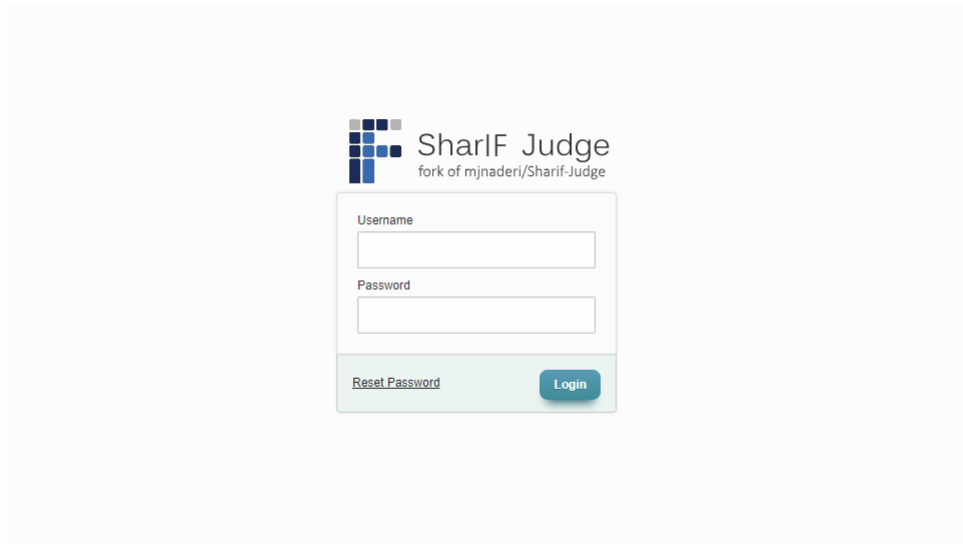 SharIF Judge
fork of mjnaderi/Sharif-Judge
Username
Password
Reset Password
Login